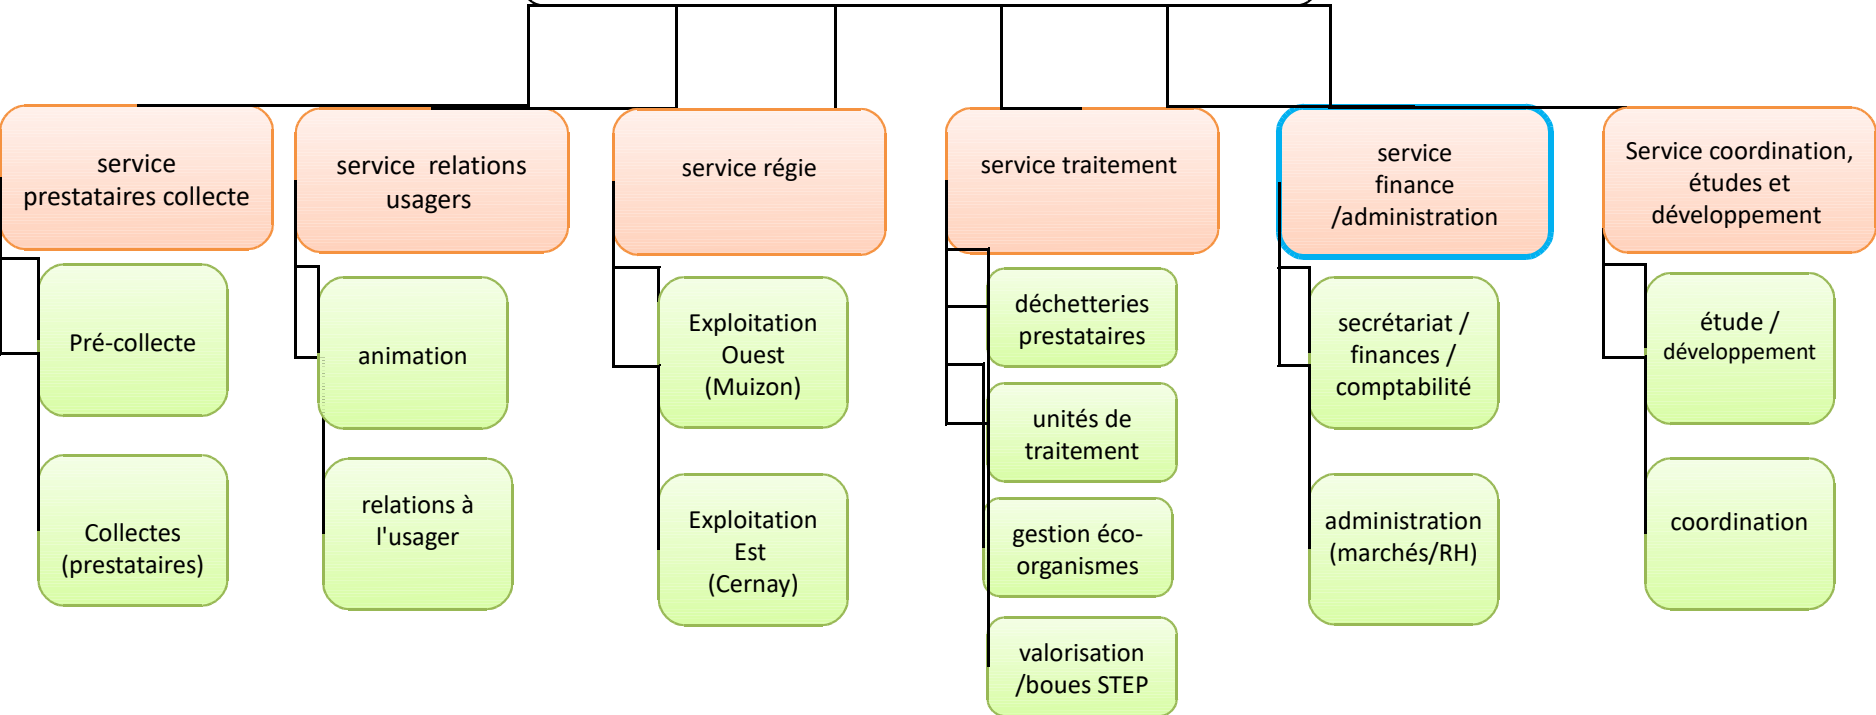 service
prestataires collecte
service relations
usagers
service régie
service traitement
service
finance
/administration
Service coordination,
études et
développement
Pré-collecte
Collectes
(prestataires)
animation
relations à
l'usager
Exploitation
Ouest
(Muizon)
Exploitation
Est
(Cernay)
déchetteries
prestataires
unités de
traitement
gestion éco-
organismes
valorisation
/boues STEP
secrétariat /
finances /
comptabilité
administration
(marchés/RH)
étude /
développement
coordination